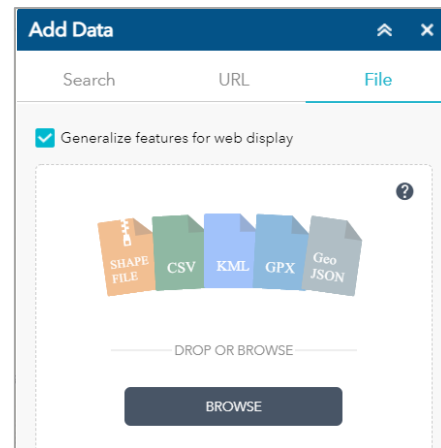 Add Data
Search URL File
Generalize features for web display
?
SHAPE
FILE
CSV
KML
GPX
Geo
JSON
DROP OR BROWSE
BROWSE